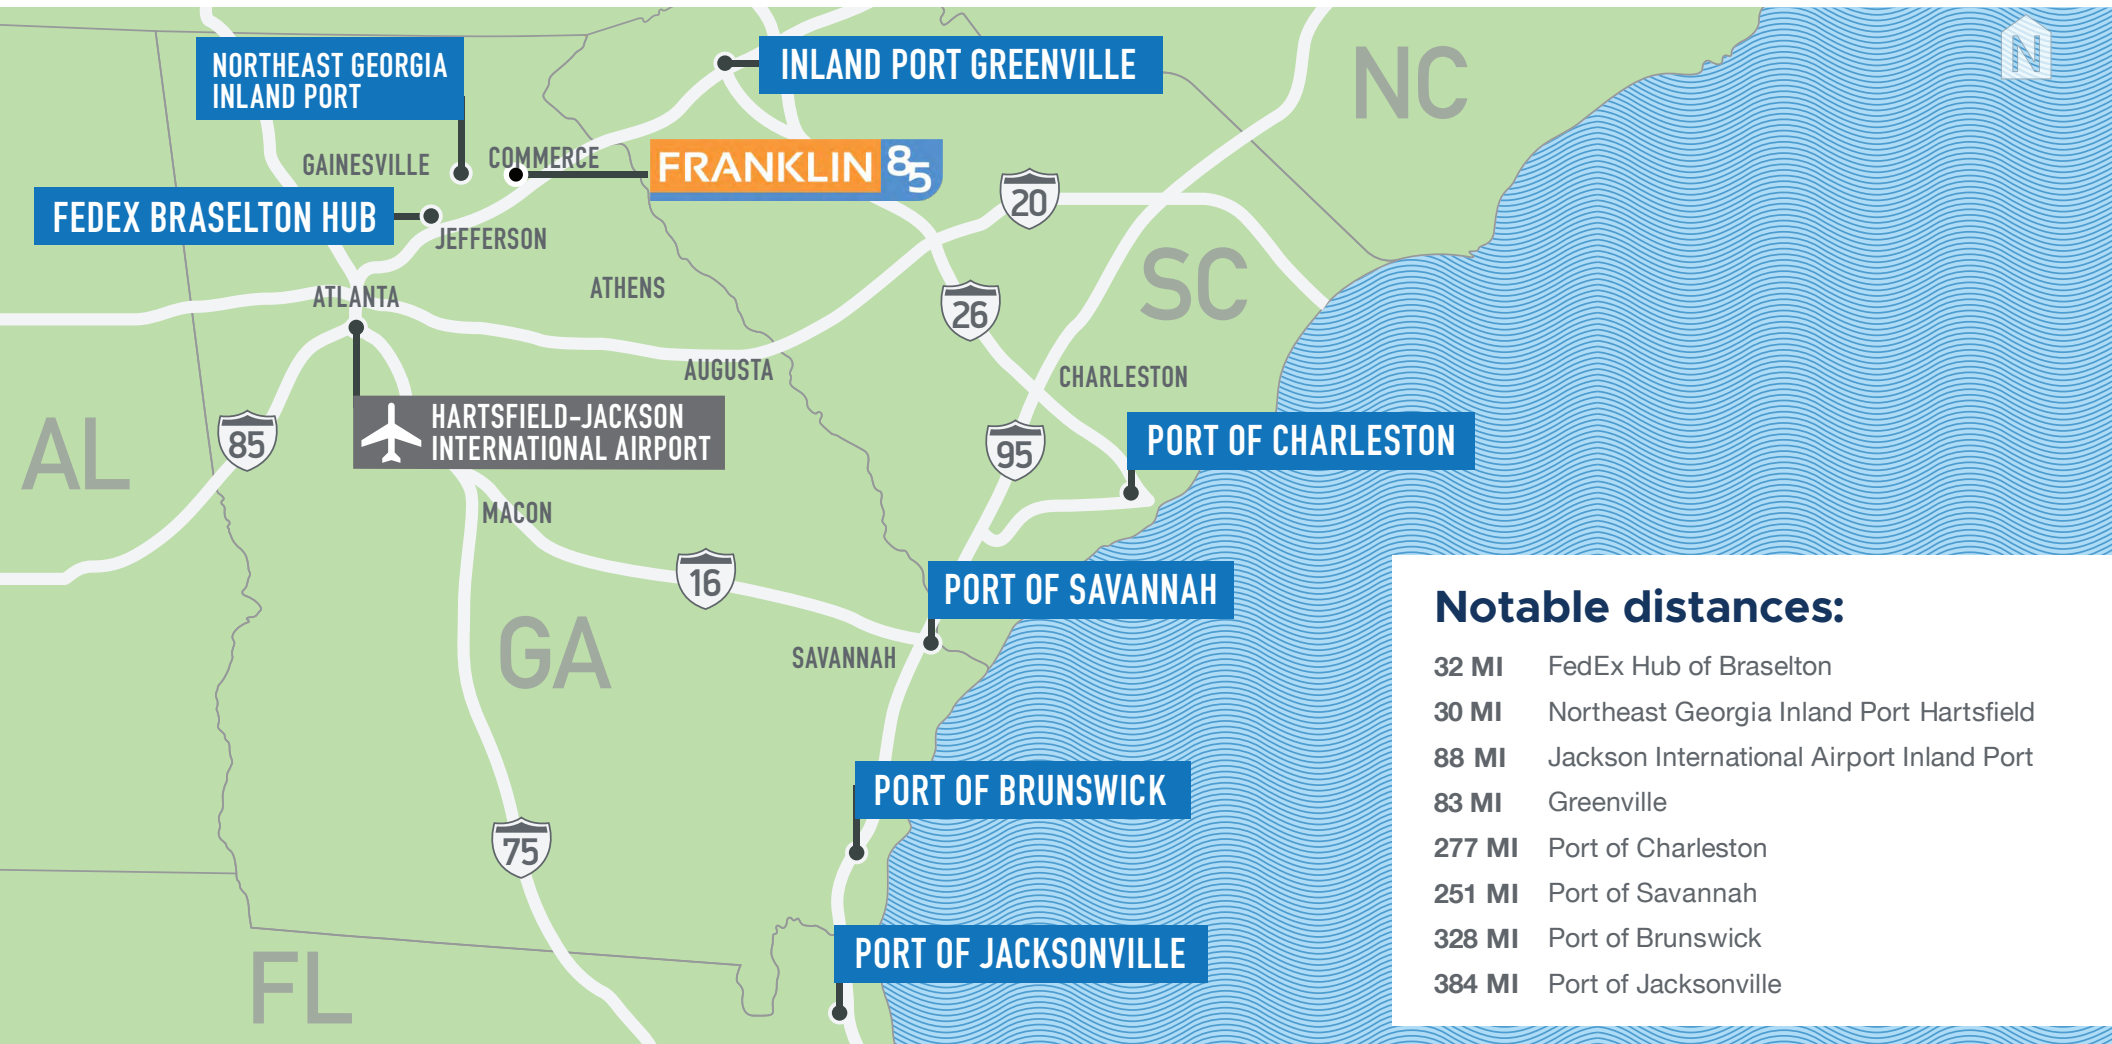 N
NC
NORTHEAST GEORGIA
INLAND PORT
INLAND PORT GREENVILLE
GAINESVILLE
COMMERCE
FRANKLIN 85
FEDEX BRASELTON HUB
20
JEFFERSON
SC
ATLANTA
ATHENS
26
AUGUSTA
CHARLESTON
HARTSFIELD-JACKSON
INTERNATIONAL AIRPORT
AL
85
95
PORT OF CHARLESTON
MACON
16
PORT OF SAVANNAH
GA
SAVANNAH
PORT OF BRUNSWICK
75
PORT OF JACKSONVILLE
FL
Notable distances:
32 MI FedEx Hub of Braselton
30 MI Northeast Georgia Inland Port Hartsfield
88 MI Jackson International Airport Inland Port
83 MI Greenville
277 MI Port of Charleston
251 MI Port of Savannah
328 MI Port of Brunswick
384 MI Port of Jacksonville